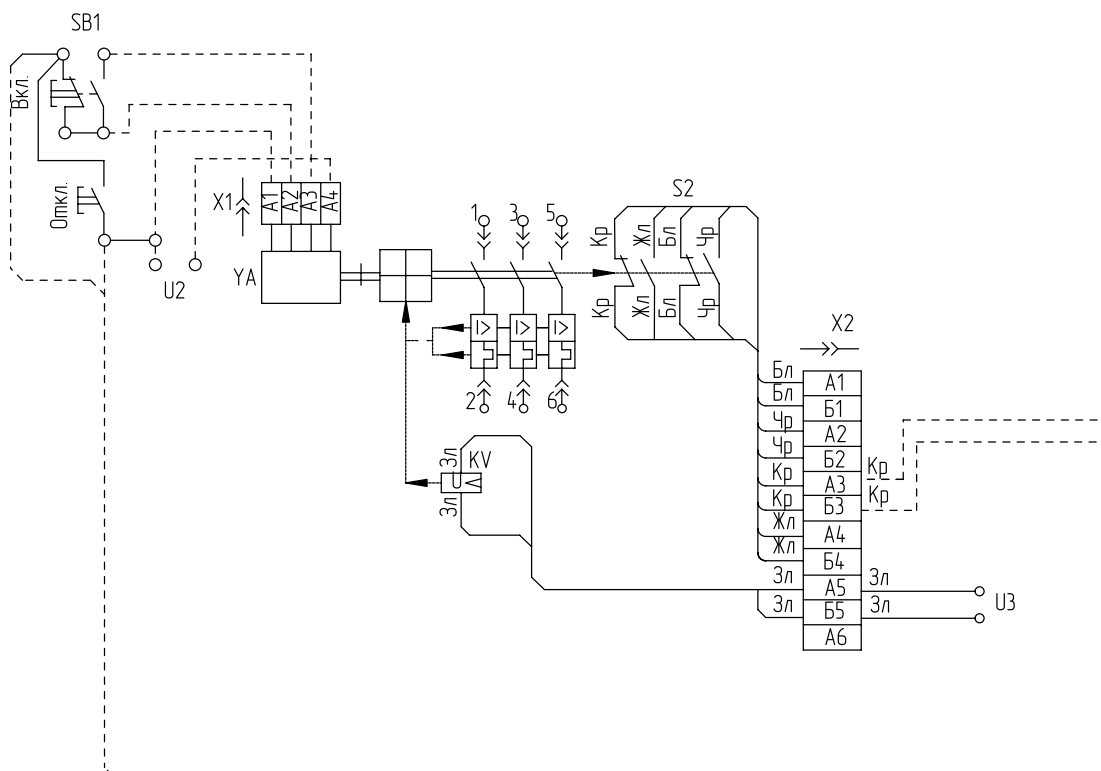 SB1
Вкл.
Откл.
X1
A1
A2
A3
A4
YA
U2
1
3
5
I>
I>
I>
2
4
6
S2
Кр
Жл
Бл
Чр
Кр
Жл
Бл
Чр
X2
Бл
A1
Бл
Б1
Чр
A2
Чр
Б2
Кр
A3
Кр
Кр
Б3
Кр
Жл
A4
Жл
Б4
Зл
A5
Зл
Зл
Б5
Зл
A6
U3
Зл
KV
U<
Зл